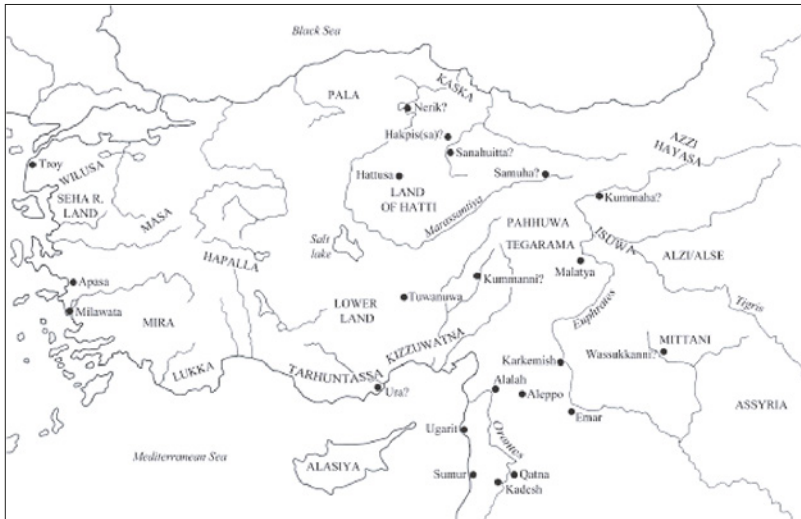 Black Sea
PALA
KASKA
Nerik?
Hakpis(sa)?
Sanahuitta?
AZZI
HAYASA
Troy
WILUSA
Hattusa
LAND
OF HATTI
Samuha?
Kummaha?
SEHA R.
LAND
MASA
Marassantiya
PAHHUWA
ISUWA
Salt
lake
TEGARAMA
ALZI/ALSE
HAPALLA
Malatya
Apasa
Kummanni?
Tigris
Milawata
LOWER
LAND
Tuwanuwa
Euphrates
MIRA
KIZZUWATNA
MITTANI
Wassukkanni?
LUKKA
TARHUNTASSA
Karkemish
Ura?
Alalah
Aleppo
ASSYRIA
Emar
Ugarit
Orontes
Mediterranean Sea
ALASIYA
Sumur
Qatna
Kadesh